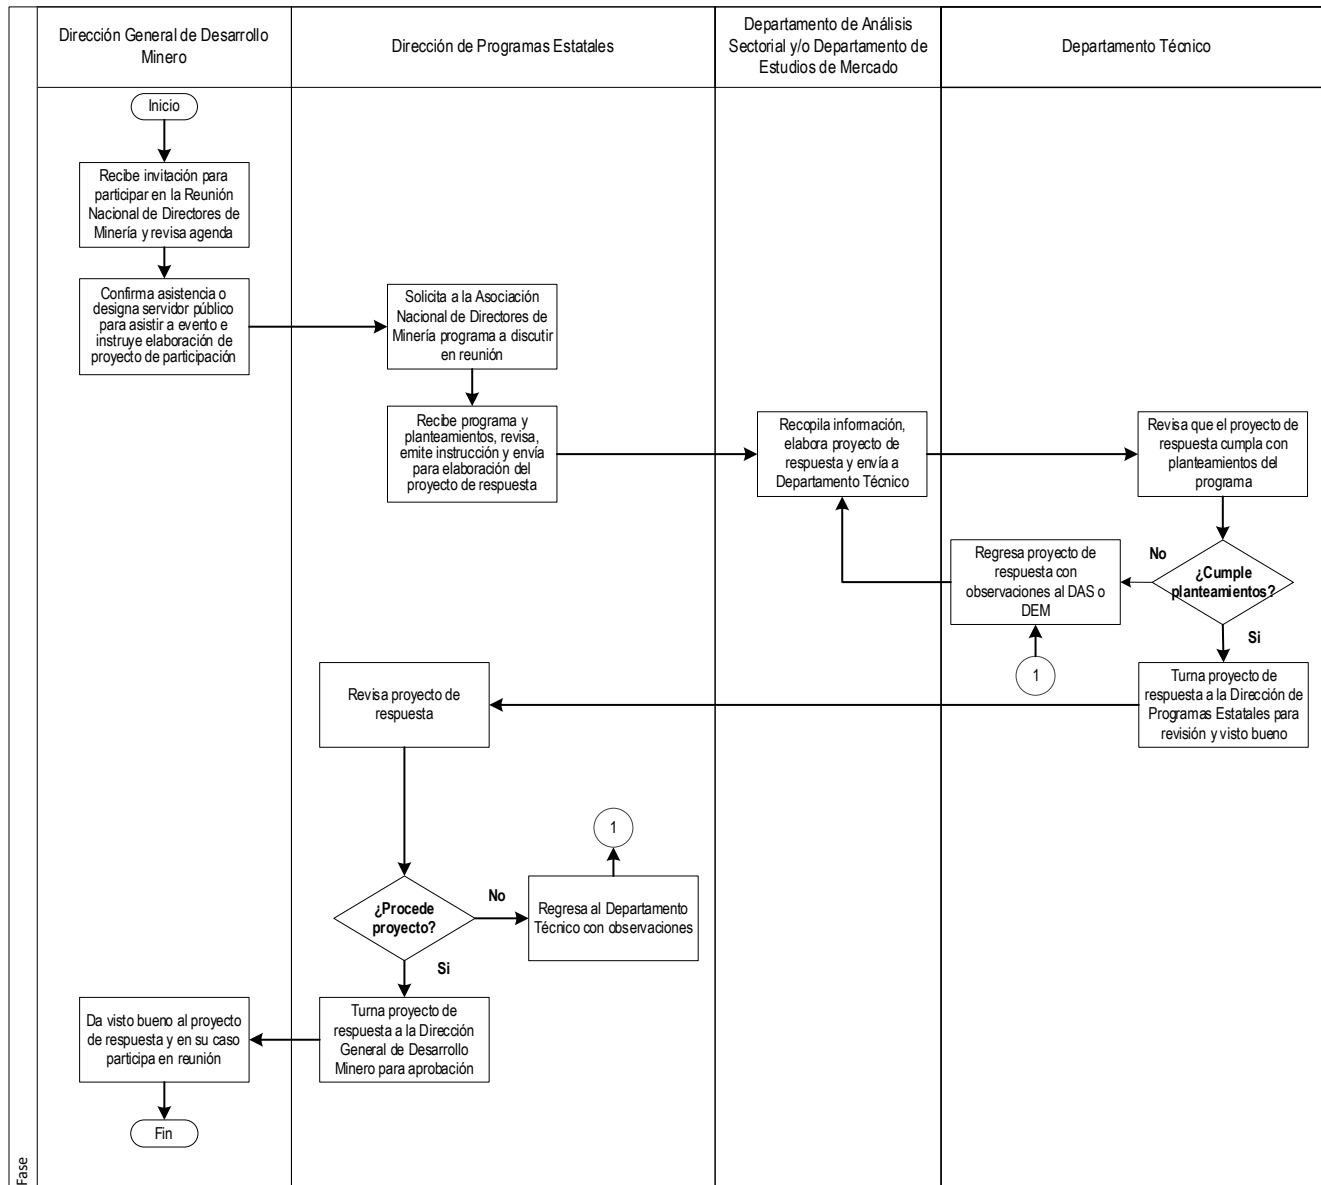 Dirección General de Desarrollo
Minero
Dirección de Programas Estatales
Departamento de Análisis
Sectorial y/o Departamento de
Estudios de Mercado
Departamento Técnico
Inicio
Recibe invitación para
participar en la Reunión
Nacional de Directores de
Minería y revisa agenda
Confirma asistencia o
designa servidor público
para asistir a evento e
instruye elaboración de
proyecto de participación
Solicita a la Asociación
Nacional de Directores de
Minería programa a discutir
en reunión
Recibe programa y
planteamientos, revisa,
emite instrucción y envía
para elaboración del
proyecto de respuesta
Recopila información,
elabora proyecto de
respuesta y envía a
Departamento Técnico
Revisa que el proyecto de
respuesta cumpla con
planteamientos del
programa
¿Cumple
planteamientos?
No
Regresa proyecto de
respuesta con
observaciones al DAS o
DEM
1
Si
Turna proyecto de
respuesta a la Dirección de
Programas Estatales para
revisión y visto bueno
Revisa proyecto de
respuesta
¿Procede
proyecto?
No
Regresa al Departamento
Técnico con observaciones
1
Si
Turna proyecto de
respuesta a la Dirección
General de Desarrollo
Minero para aprobación
Da visto bueno al proyecto
de respuesta y en su caso
participa en reunión
Fin
Fase